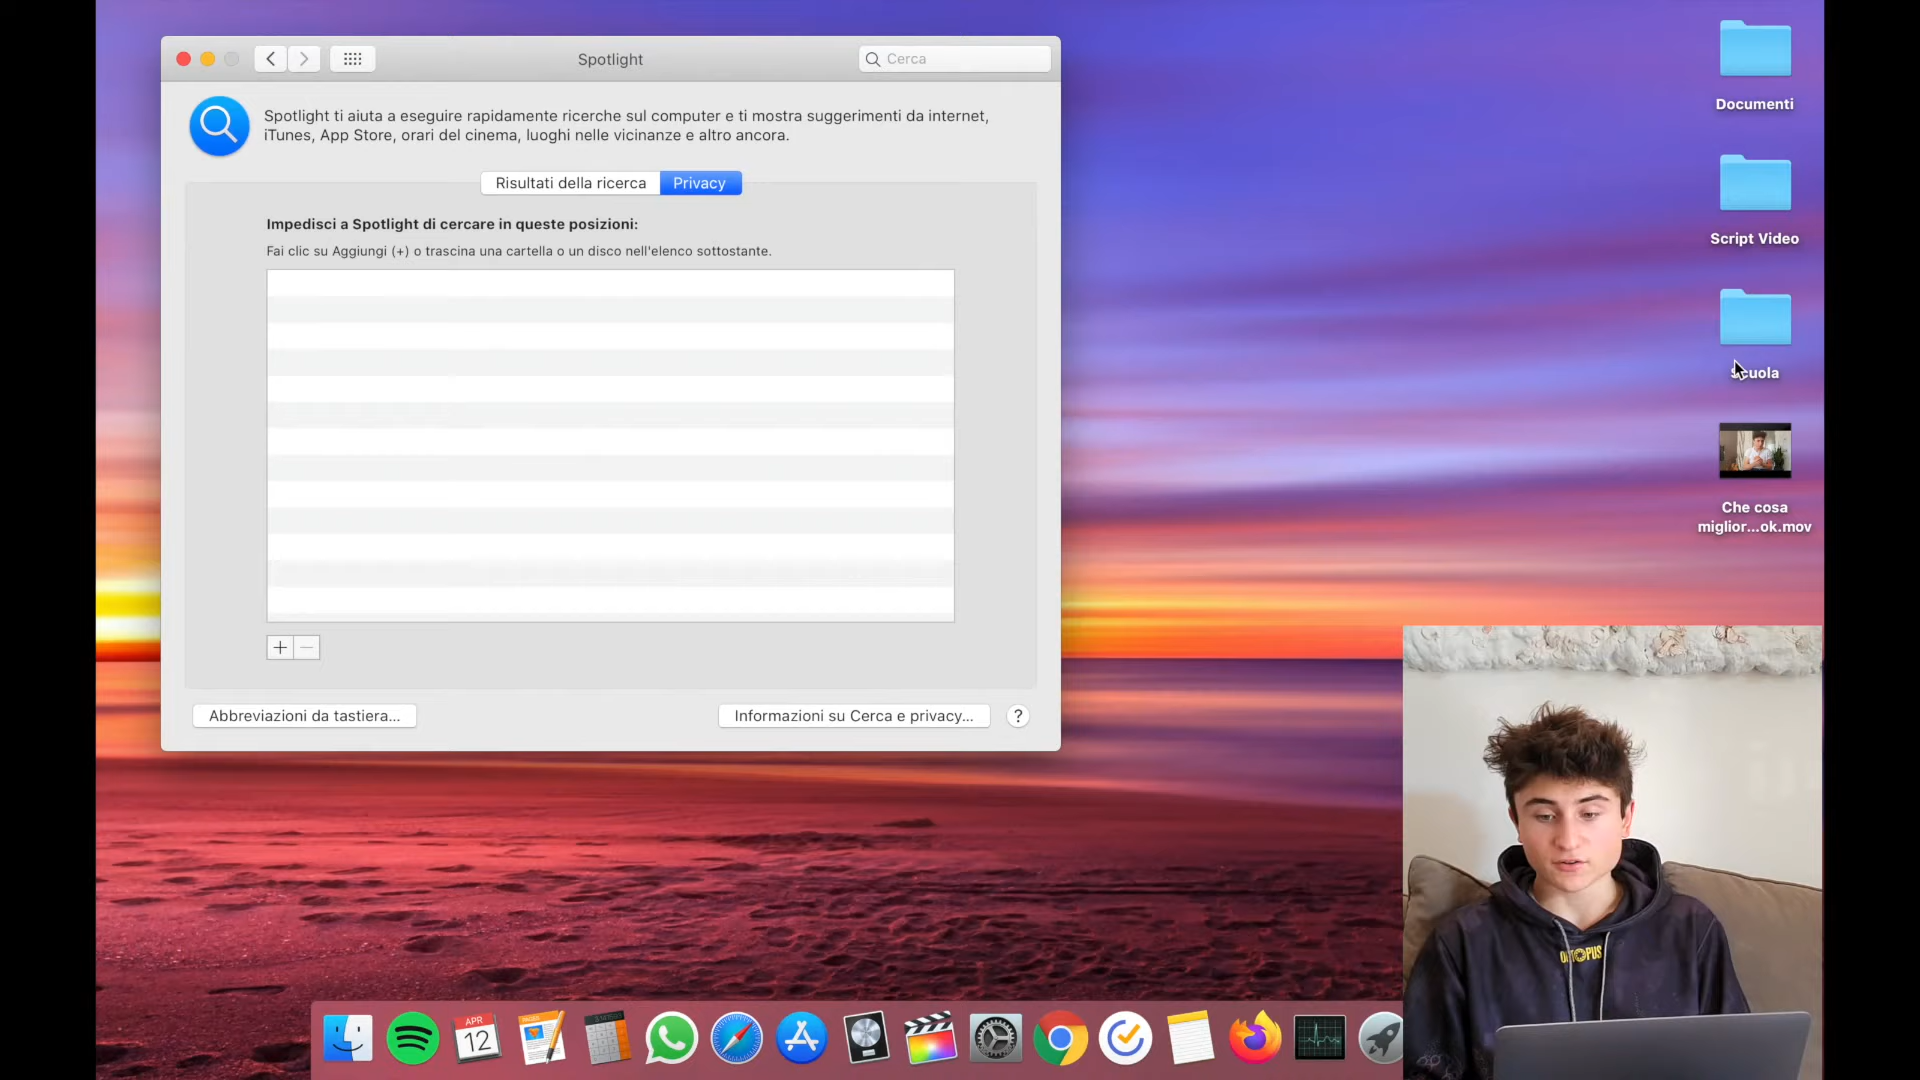 Spotlight
Cerca
Spotlight ti aiuta a eseguire rapidamente ricerche sul computer e ti mostra suggerimenti da internet,
iTunes, App Store, orari del cinema, luoghi nelle vicinanze e altro ancora.
Risultati della ricerca
Privacy
Impedisci a Spotlight di cercare in queste posizioni:
Fai clic su Aggiungi (+) o trascina una cartella o un disco nell'elenco sottostante.
Abbreviazioni da tastiera...
Informazioni su Cerca e privacy...
?
Documenti
Script Video
Scuola
Che cosa
miglior...ok.mov
OCTOPUS
APR
12
PAGES